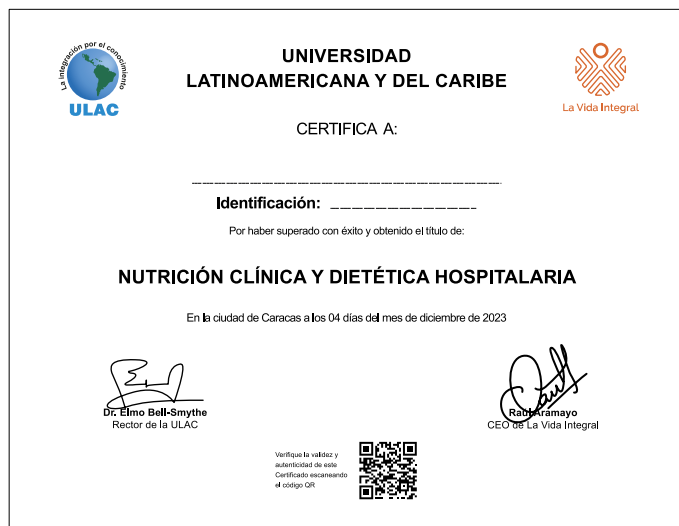 La integración por el conocimiento
ULAC
UNIVERSIDAD
LATINOAMERICANA Y DEL CARIBE
La Vida Integral
CERTIFICA A:
Identificación:
Por haber superado con éxito y obtenido el título de:
NUTRICIÓN CLÍNICA Y DIETÉTICA HOSPITALARIA
En la ciudad de Caracas a los 04 días del mes de diciembre de 2023
Dr. Elmo Bell-Smythe
Rector de la ULAC
Raúl Aramayo
CEO de La Vida Integral
Verifique la validez y
autenticidad de este
Certificado escaneando
el código QR